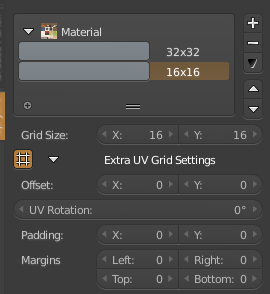 Material
32x32
16x16
Grid Size: X: 16 Y: 16
Extra UV Grid Settings
Offset: X: 0 Y: 0
UV Rotation: 0°
Padding: X: 0 Y: 0
Margins Left: 0 Right: 0
Top: 0 Bottom: 0